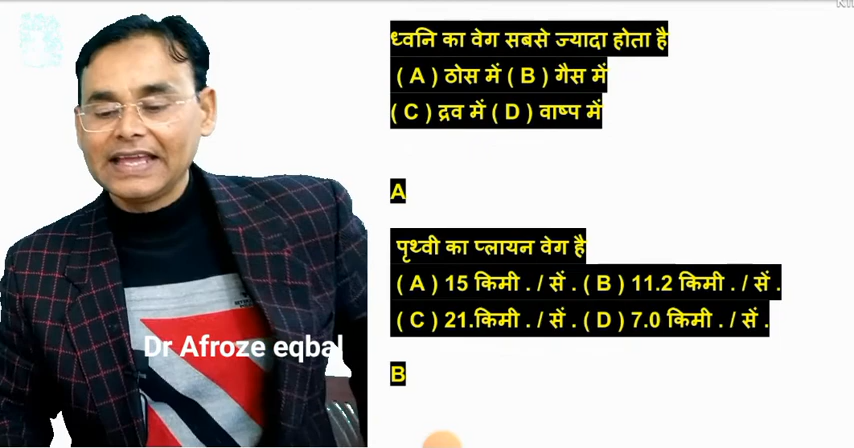 ध्वनि का वेग सबसे ज्यादा होता है
( A ) ठोस में ( B ) गैस में
( C ) द्रव में ( D ) वाष्प में
A
पृथ्वी का प्लायन वेग है
( A ) 15 किमी . / सें . ( B ) 11.2 किमी . / सें .
( C ) 21.किमी . / सें . ( D ) 7.0 किमी . / सें .
B
Dr Afroze eqbal